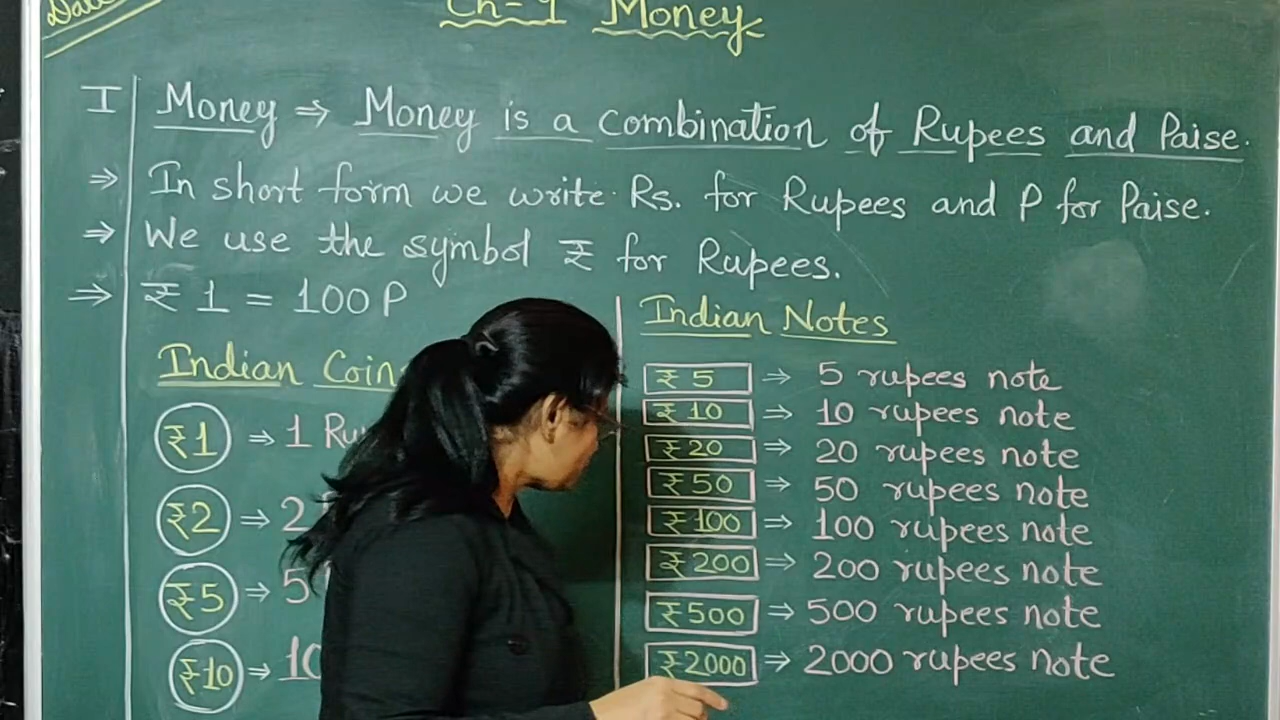 Date
Ch-1 Money
I Money ⇒ Money is a combination of Rupees and Paise.
⇒ In short form we write Rs. for Rupees and P for Paise.
⇒ We use the symbol ₹ for Rupees.
⇒ ₹ 1 = 100 P
Indian Coin
₹1 ⇒ 1
₹2 ⇒ 2
₹5 ⇒ 5
₹10 ⇒ 10
Indian Notes
₹ 5 ⇒ 5 rupees note
₹ 10 ⇒ 10 rupees note
₹ 20 ⇒ 20 rupees note
₹ 50 ⇒ 50 rupees note
₹100 ⇒ 100 rupees note
₹ 200 ⇒ 200 rupees note
₹500 ⇒ 500 rupees note
₹2000 ⇒ 2000 rupees note